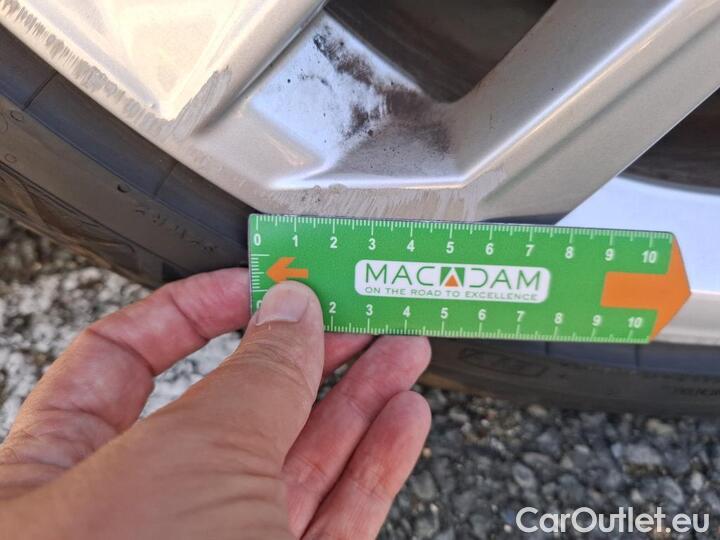 0 1 2 3 4 5 6 7 8 9 10
MACADAM
ON THE ROAD TO EXCELLENCE
0 2 3 4 5 6 7 8 9 10
CarOutlet.eu